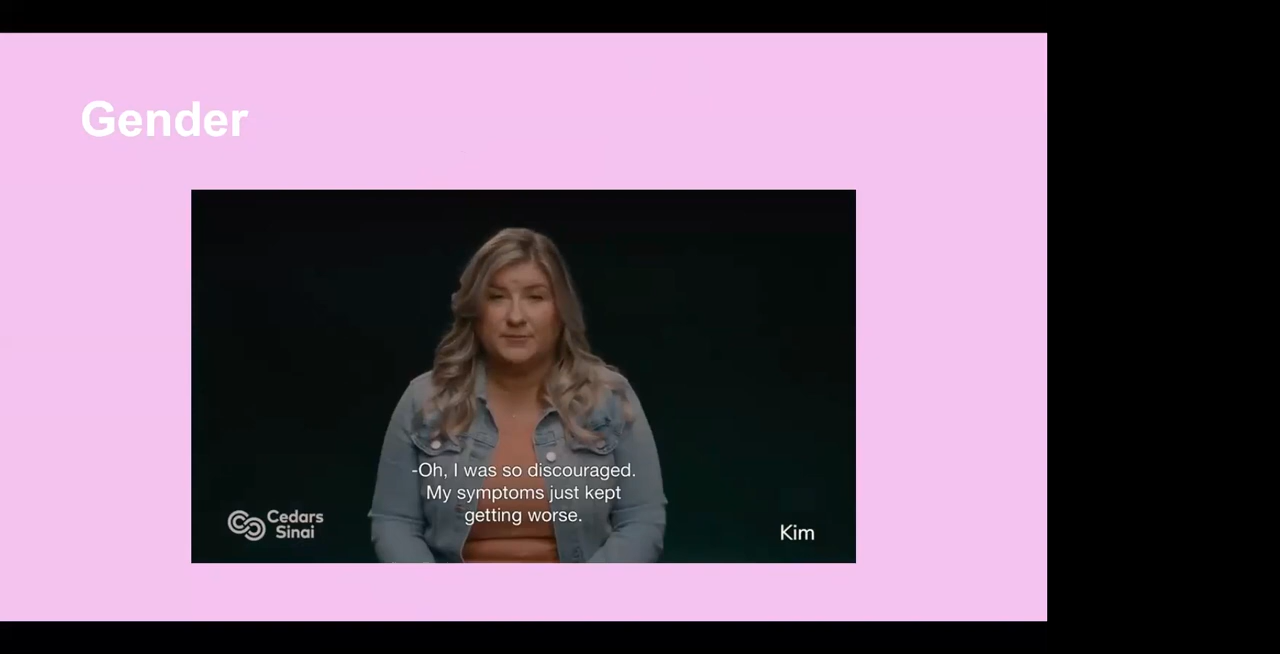 Gender
-Oh, I was so discouraged.
My symptoms just kept
getting worse.
Cedars
Sinai
Kim